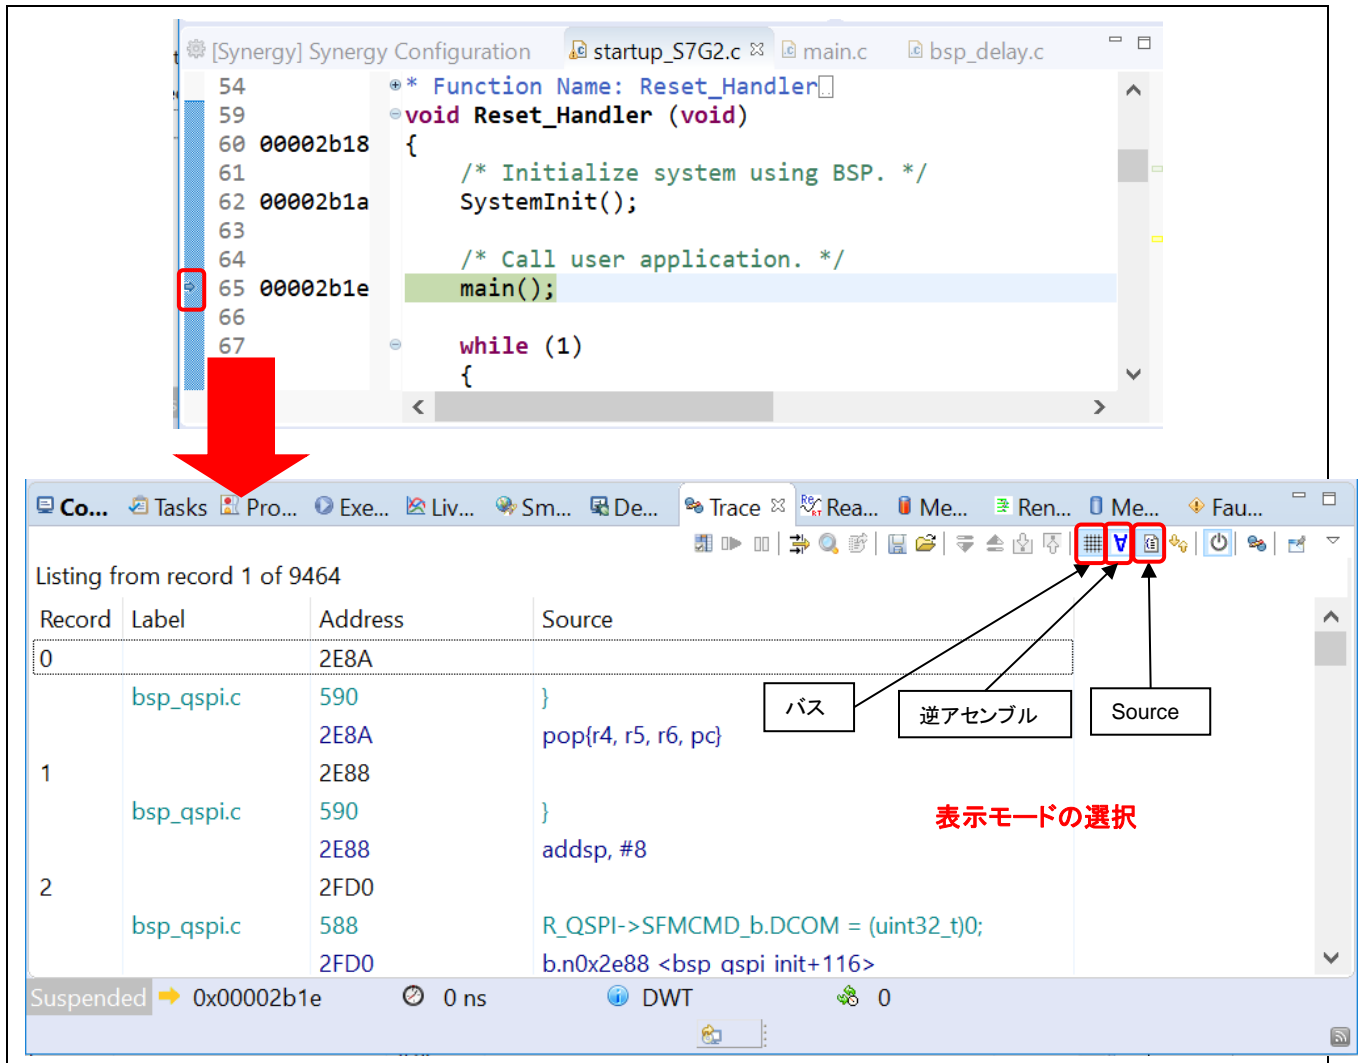 [Synergy] Synergy Configuration startup_S7G2.c main.c bsp_delay.c
54 * Function Name: Reset_Handler
59 void Reset_Handler (void)
60 00002b18 {
61 /* Initialize system using BSP. */
62 00002b1a SystemInit();
63
64 /* Call user application. */
65 00002b1e main();
66
67 while (1)
{
Co... Tasks Pro... Exe... Liv... Sm... De... Trace Rea... Me... Ren... Me... Fau...
Listing from record 1 of 9464
Record Label Address Source
0 2E8A
bsp_qspi.c 590 }
2E8A pop{r4, r5, r6, pc}
1 2E88
bsp_qspi.c 590 }
2E88 addsp, #8
2 2FD0
bsp_qspi.c 588 R_QSPI->SFMCMD_b.DCOM = (uint32_t)0;
2FD0 b.n0x2e88 <bsp_qspi_init+116>
バス
逆アセンブル
Source
表示モードの選択
Suspended 0x00002b1e 0 ns DWT 0